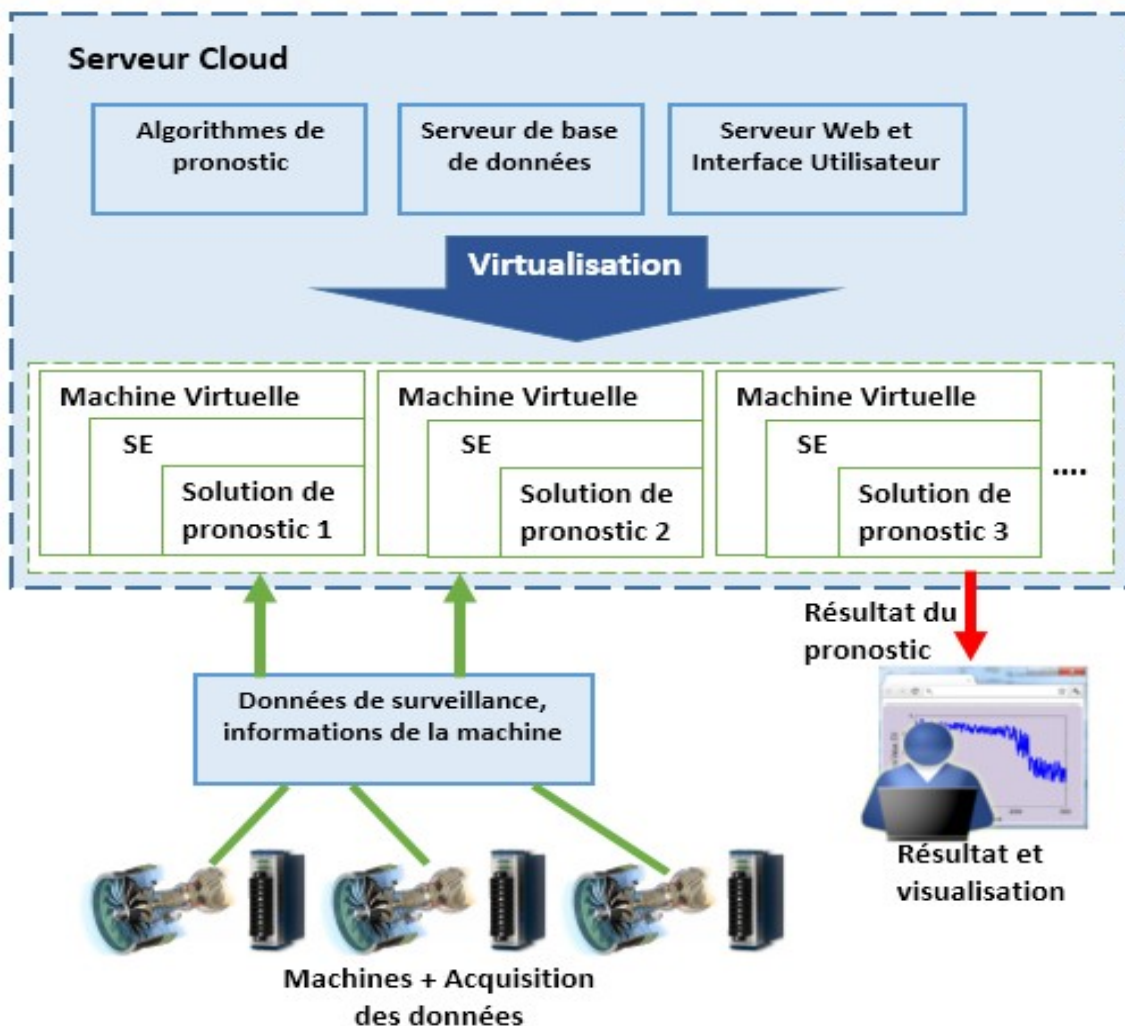 Serveur Cloud
Algorithmes de
pronostic
Serveur de base
de données
Serveur Web et
Interface Utilisateur
Virtualisation
Machine Virtuelle
SE
Solution de
pronostic 1
Machine Virtuelle
SE
Solution de
pronostic 2
Machine Virtuelle
SE
Solution de
pronostic 3
....
Résultat du
pronostic
Données de surveillance,
informations de la machine
Résultat et
visualisation
Machines + Acquisition
des données